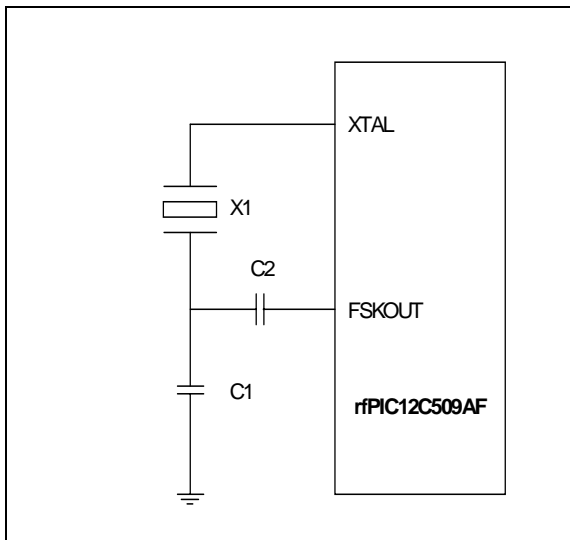 XTAL
X1
C2
FSKOUT
C1
rfPIC12C509AF